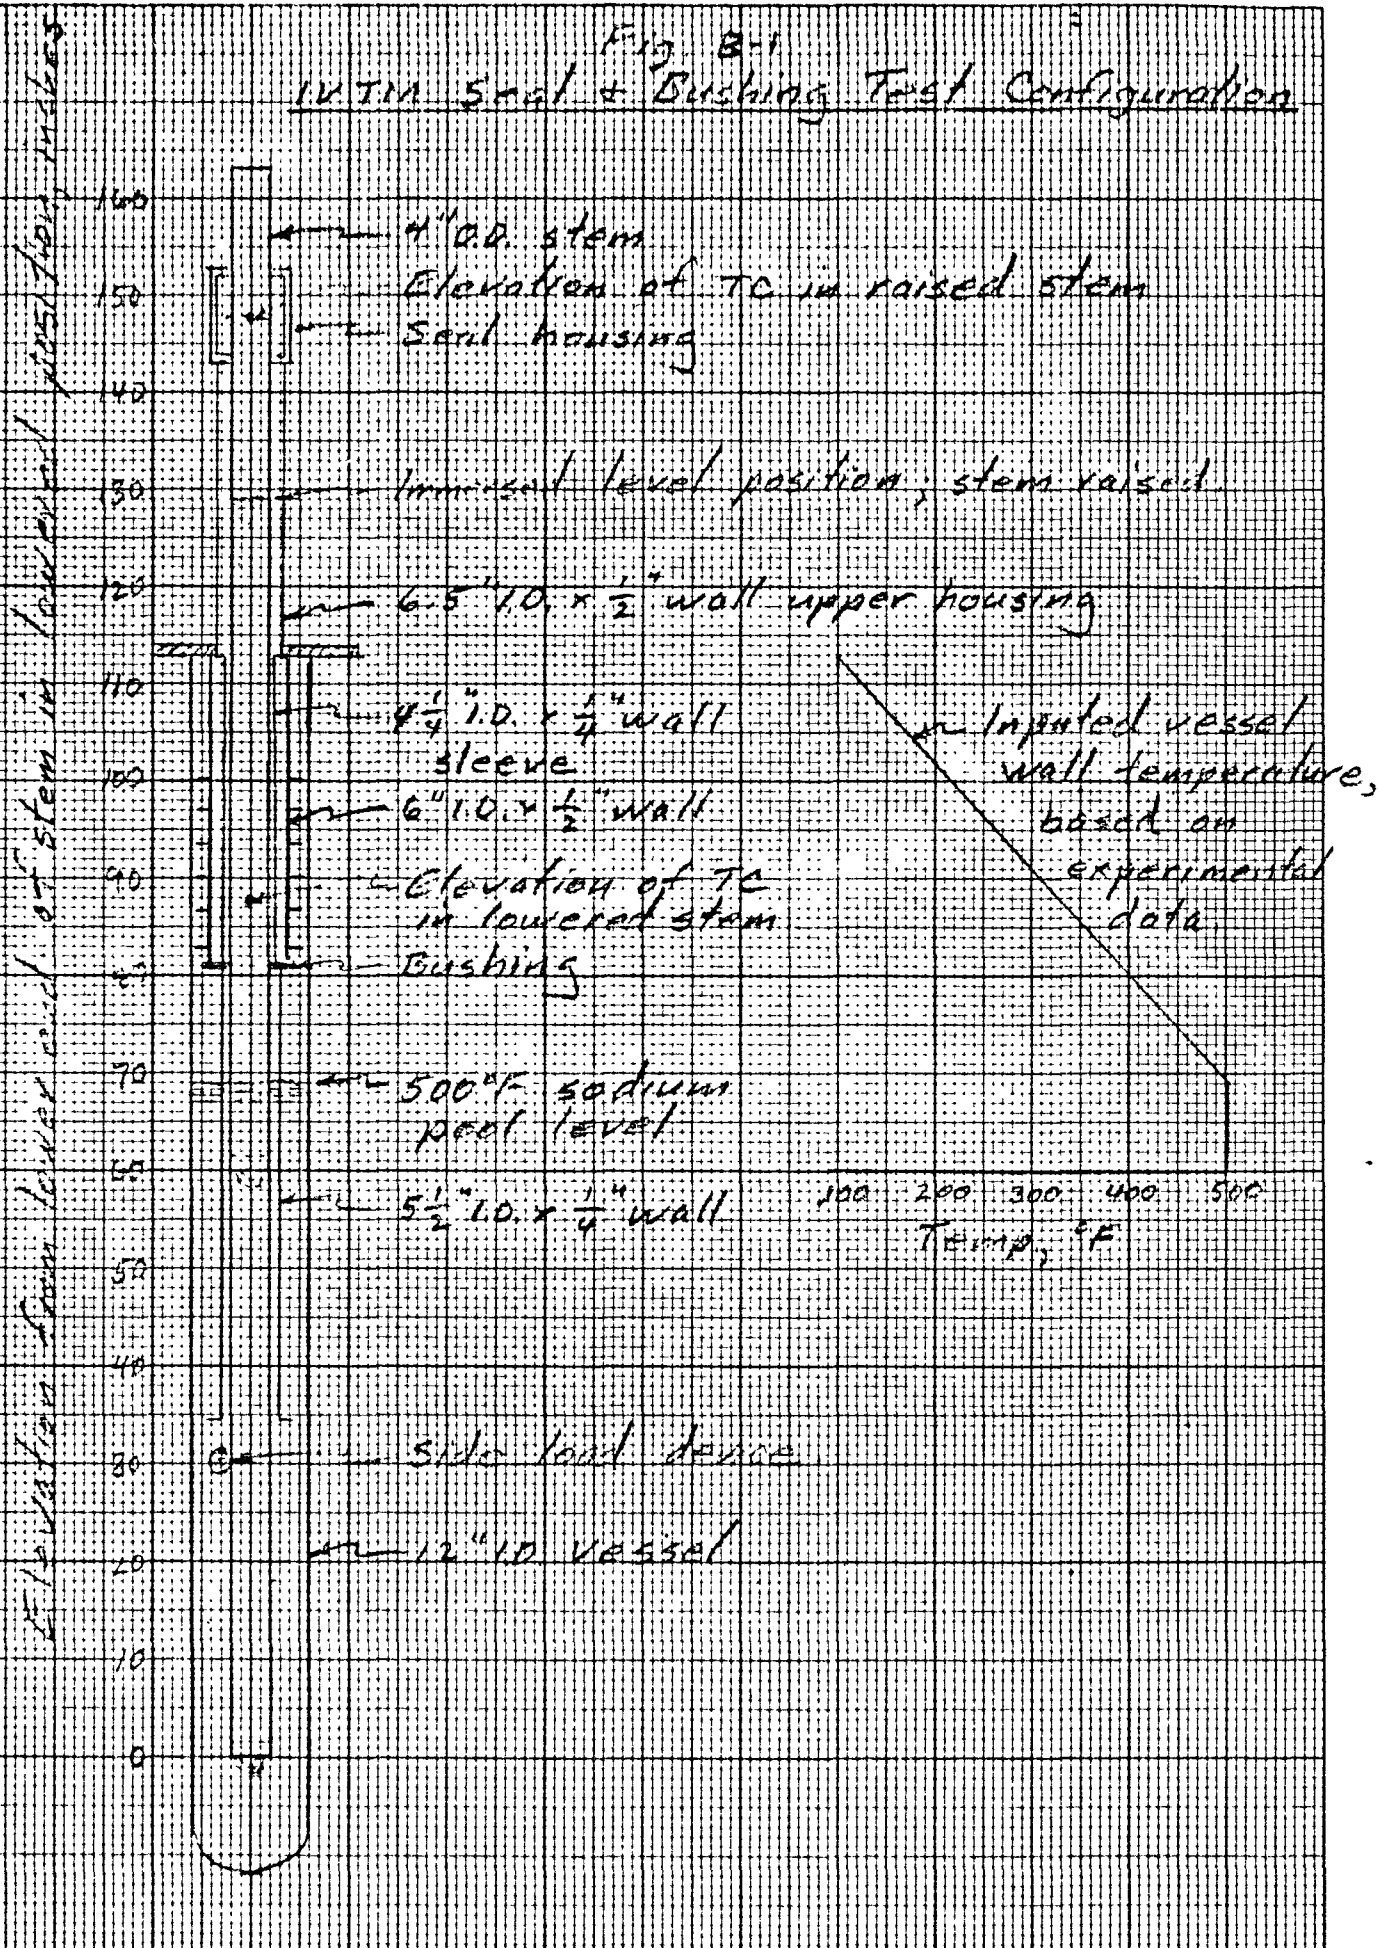 Fig. B-1
IVTM Seal & Bushing Test Configuration
Elevation from lower end of stem in lowered position, inches
160
4" O.D. stem
150
Elevation of TC in raised stem
Seal housing
140
130
Immersed level position; stem raised.
120
6.5" I.D. x 1/2" wall upper housing
110
4 1/4" I.D. x 1/4" wall
sleeve
100
6" I.D. x 1/2" wall
90
Elevation of TC
in lowered stem
Bushing
80
70
500°F sodium
pool level
60
5 1/2" I.D. x 1/4" wall
50
40
30
Side load device
20
12" I.D. vessel
10
0
Inputed vessel
wall temperature,
based on
experimental
data.
100 200 300 400 500
Temp, °F